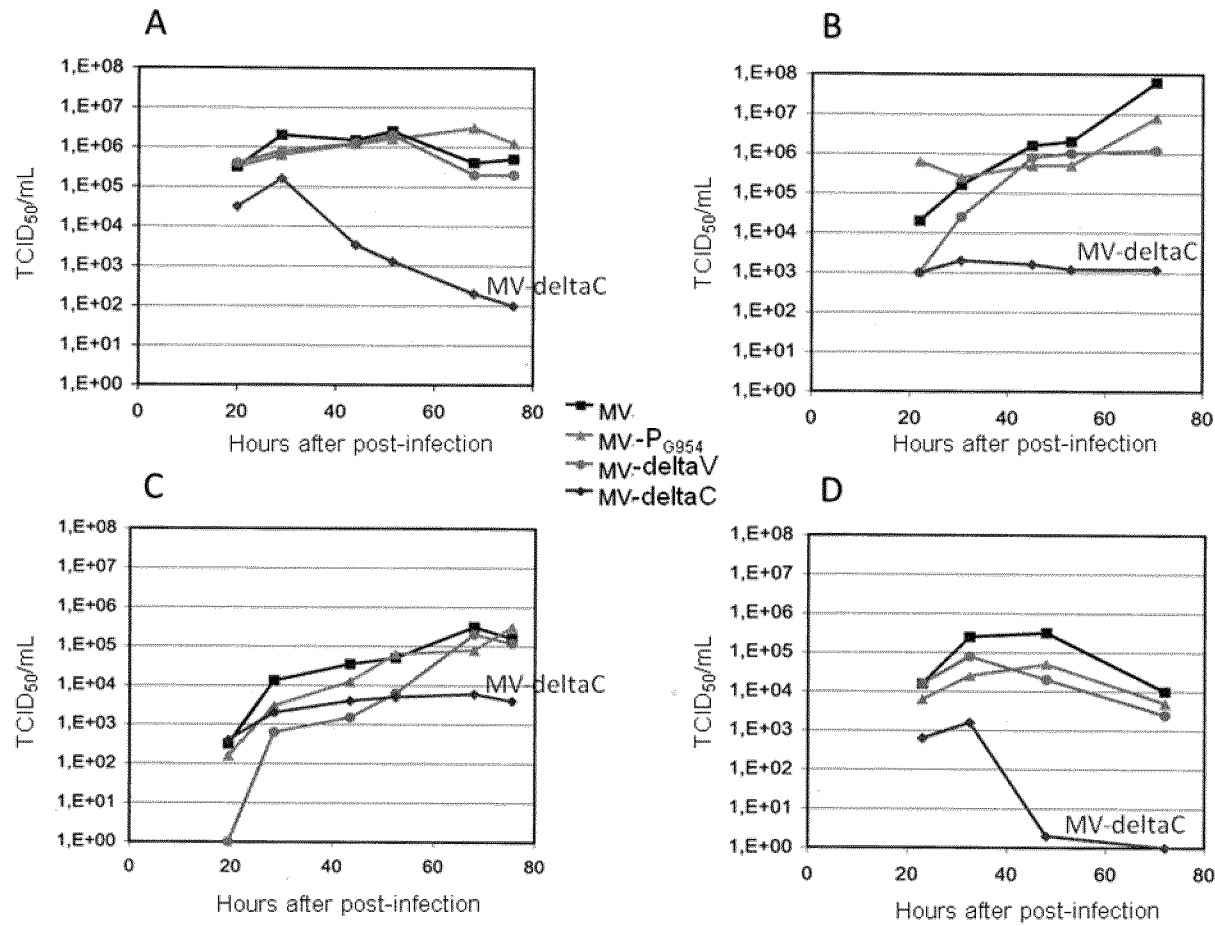 A
1,E+08
1,E+07
1,E+06
1,E+05
1,E+04
1,E+03
1,E+02
1,E+01
1,E+00
TCID50/mL
MV-deltaC
0 20 40 60 80
Hours after post-infection
B
1,E+08
1,E+07
1,E+06
1,E+05
1,E+04
1,E+03
1,E+02
1,E+01
1,E+00
TCID50/mL
MV-deltaC
0 20 40 60 80
Hours after post-infection
MV
MV-PG954
MV-deltaV
MV-deltaC
C
1,E+08
1,E+07
1,E+06
1,E+05
1,E+04
1,E+03
1,E+02
1,E+01
1,E+00
TCID50/mL
MV-deltaC
0 20 40 60 80
Hours after post-infection
D
1,E+08
1,E+07
1,E+06
1,E+05
1,E+04
1,E+03
1,E+02
1,E+01
1,E+00
TCID50/mL
MV-deltaC
0 20 40 60 80
Hours after post-infection